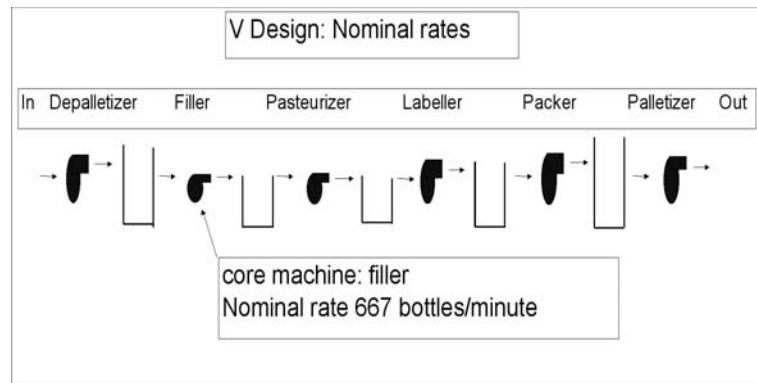 V Design: Nominal rates
In Depalletizer Filler Pasteurizer Labeller Packer Palletizer Out
core machine: filler
Nominal rate 667 bottles/minute